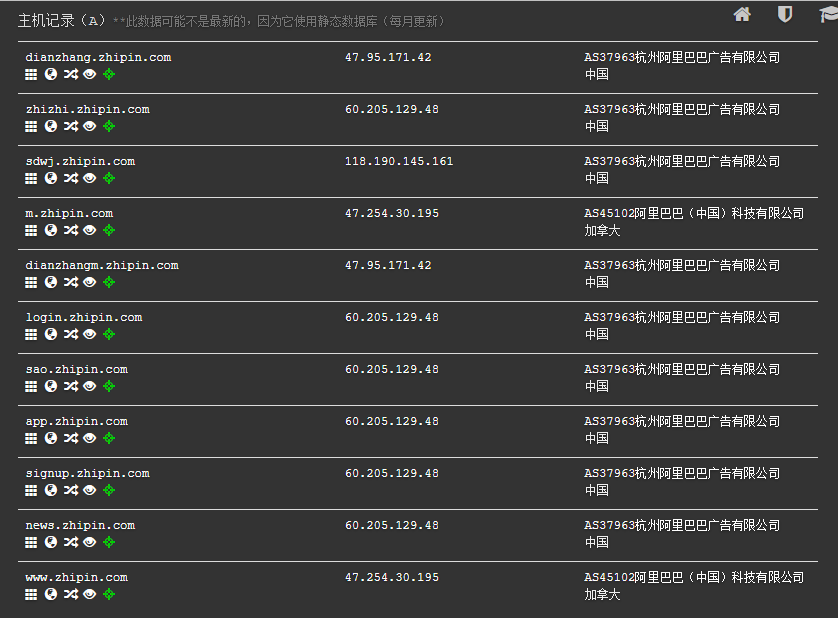 主机记录（A）**此数据可能不是最新的，因为它使用静态数据库（每月更新）
dianzhang.zhipin.com 47.95.171.42 AS37963杭州阿里巴巴广告有限公司
中国
zhizhi.zhipin.com 60.205.129.48 AS37963杭州阿里巴巴广告有限公司
中国
sdwj.zhipin.com 118.190.145.161 AS37963杭州阿里巴巴广告有限公司
中国
m.zhipin.com 47.254.30.195 AS45102阿里巴巴（中国）科技有限公司
加拿大
dianzhangm.zhipin.com 47.95.171.42 AS37963杭州阿里巴巴广告有限公司
中国
login.zhipin.com 60.205.129.48 AS37963杭州阿里巴巴广告有限公司
中国
sao.zhipin.com 60.205.129.48 AS37963杭州阿里巴巴广告有限公司
中国
app.zhipin.com 60.205.129.48 AS37963杭州阿里巴巴广告有限公司
中国
signup.zhipin.com 60.205.129.48 AS37963杭州阿里巴巴广告有限公司
中国
news.zhipin.com 60.205.129.48 AS37963杭州阿里巴巴广告有限公司
中国
www.zhipin.com 47.254.30.195 AS45102阿里巴巴（中国）科技有限公司
加拿大